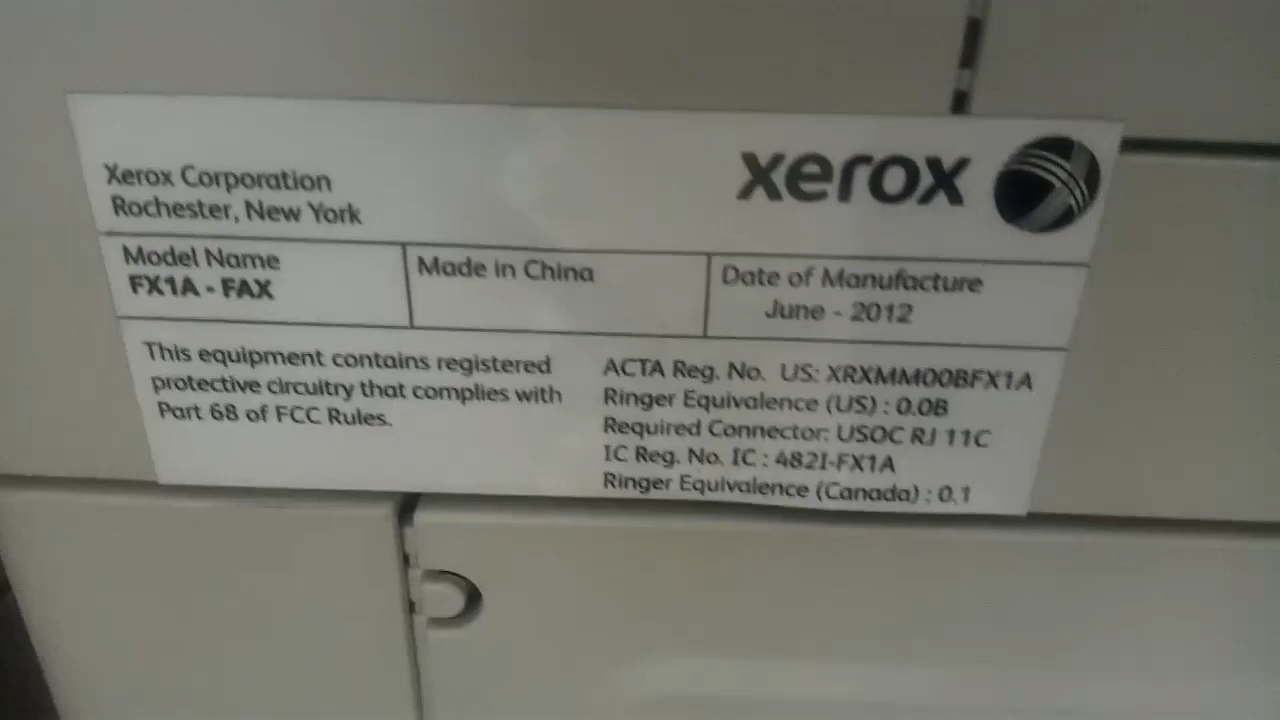 Xerox Corporation
Rochester, New York
xerox
Model Name
FX1A - FAX
Made in China
Date of Manufacture
June - 2012
This equipment contains registered
protective circuitry that complies with
Part 68 of FCC Rules.
ACTA Reg. No. US: XRXMM00BFX1A
Ringer Equivalence (US) : 0.0B
Required Connector: USOC RJ 11C
IC Reg. No. IC : 482I-FX1A
Ringer Equivalence (Canada) : 0.1